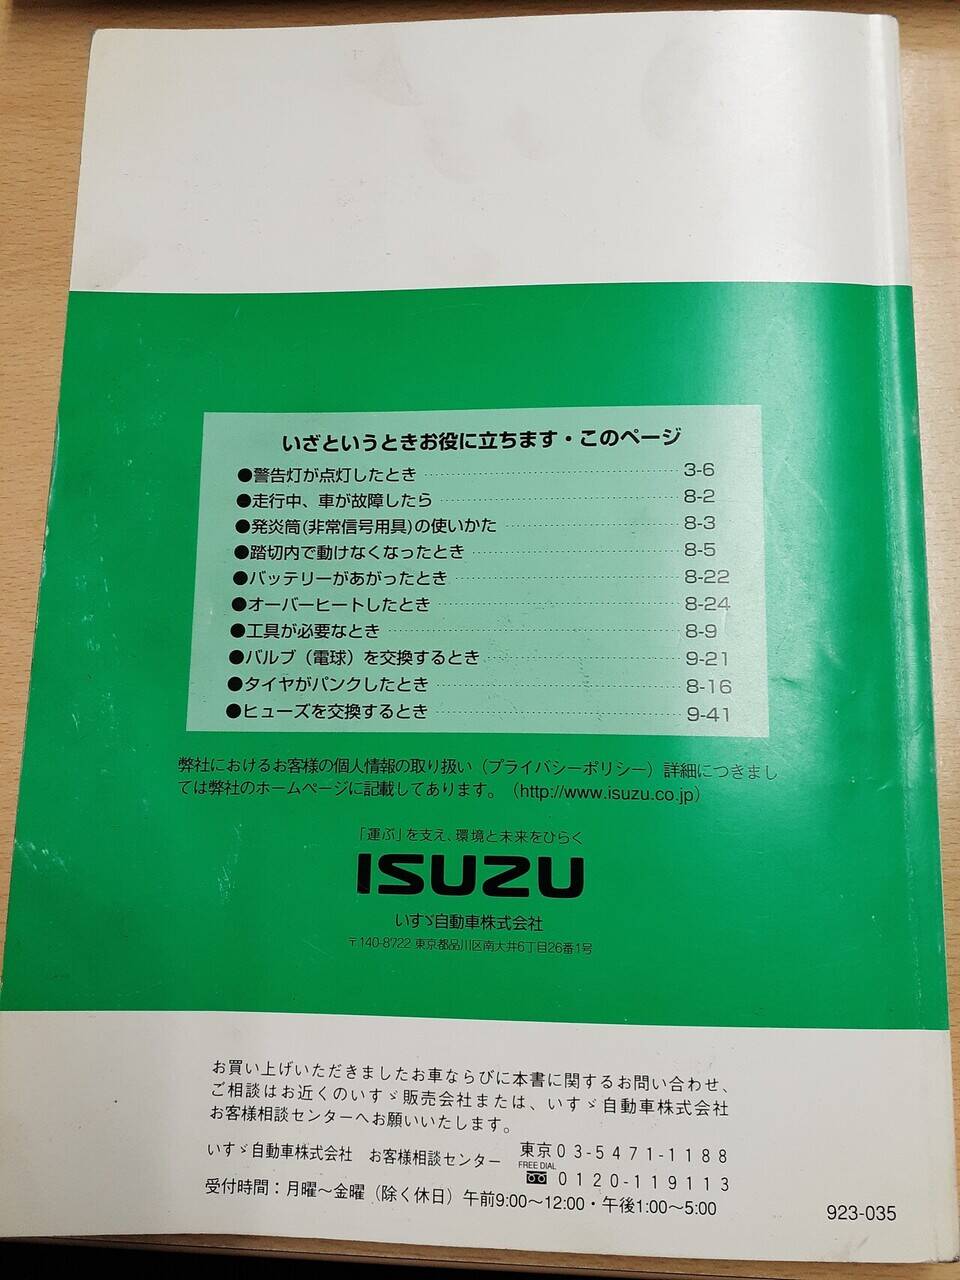 いざというときお役に立ちます・このページ
●警告灯が点灯したとき 3-6
●走行中、車が故障したら 8-2
●発炎筒(非常信号用具)の使いかた 8-3
●踏切内で動けなくなったとき 8-5
●バッテリーがあがったとき 8-22
●オーバーヒートしたとき 8-24
●工具が必要なとき 8-9
●バルブ（電球）を交換するとき 9-21
●タイヤがパンクしたとき 8-16
●ヒューズを交換するとき 9-41
弊社におけるお客様の個人情報の取り扱い（プライバシーポリシー）詳細につきまし
ては弊社のホームページに記載してあります。（http://www.isuzu.co.jp）
「運ぶ」を支え、環境と未来をひらく
ISUZU
いすゞ自動車株式会社
〒140-8722 東京都品川区南大井6丁目26番1号
お買い上げいただきましたお車ならびに本書に関するお問い合わせ、
ご相談はお近くのいすゞ販売会社または、いすゞ自動車株式会社
お客様相談センターへお願いいたします。
いすゞ自動車株式会社 お客様相談センター 東京03-5471-1188
FREE DIAL 0120-119113
受付時間：月曜～金曜（除く休日）午前9:00～12:00・午後1:00～5:00
923-035